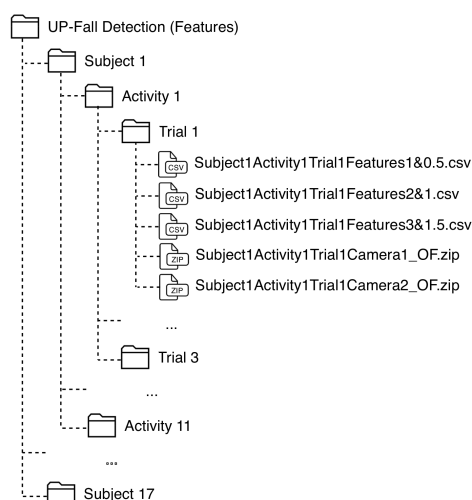 UP-Fall Detection (Features)
Subject 1
Activity 1
Trial 1
CSV Subject1Activity1Trial1Features1&0.5.csv
CSV Subject1Activity1Trial1Features2&1.csv
CSV Subject1Activity1Trial1Features3&1.5.csv
ZIP Subject1Activity1Trial1Camera1_OF.zip
ZIP Subject1Activity1Trial1Camera2_OF.zip
...
Trial 3
...
Activity 11
...
Subject 17